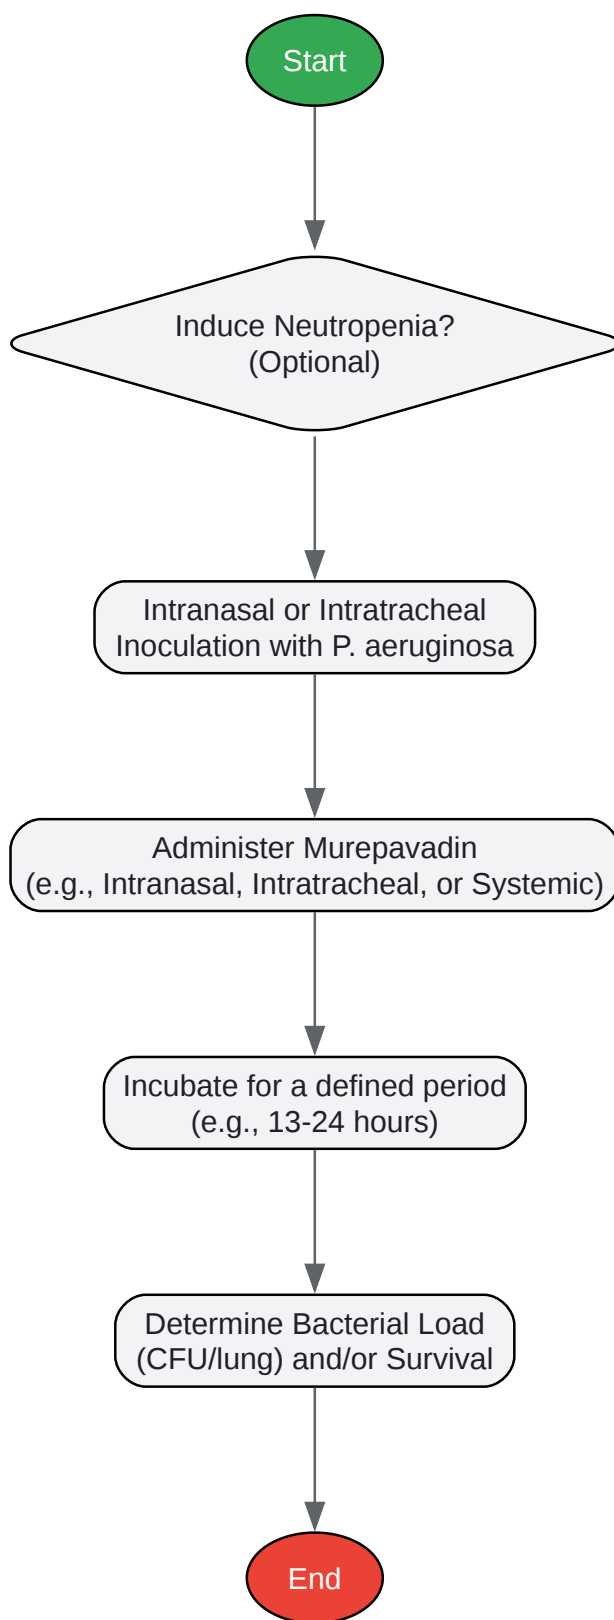 Start
Induce Neutropenia?
(Optional)
Intranasal or Intratracheal
Inoculation with P. aeruginosa
Administer Murepavadin
(e.g., Intranasal, Intratracheal, or Systemic)
Incubate for a defined period
(e.g., 13-24 hours)
Determine Bacterial Load
(CFU/lung) and/or Survival
End